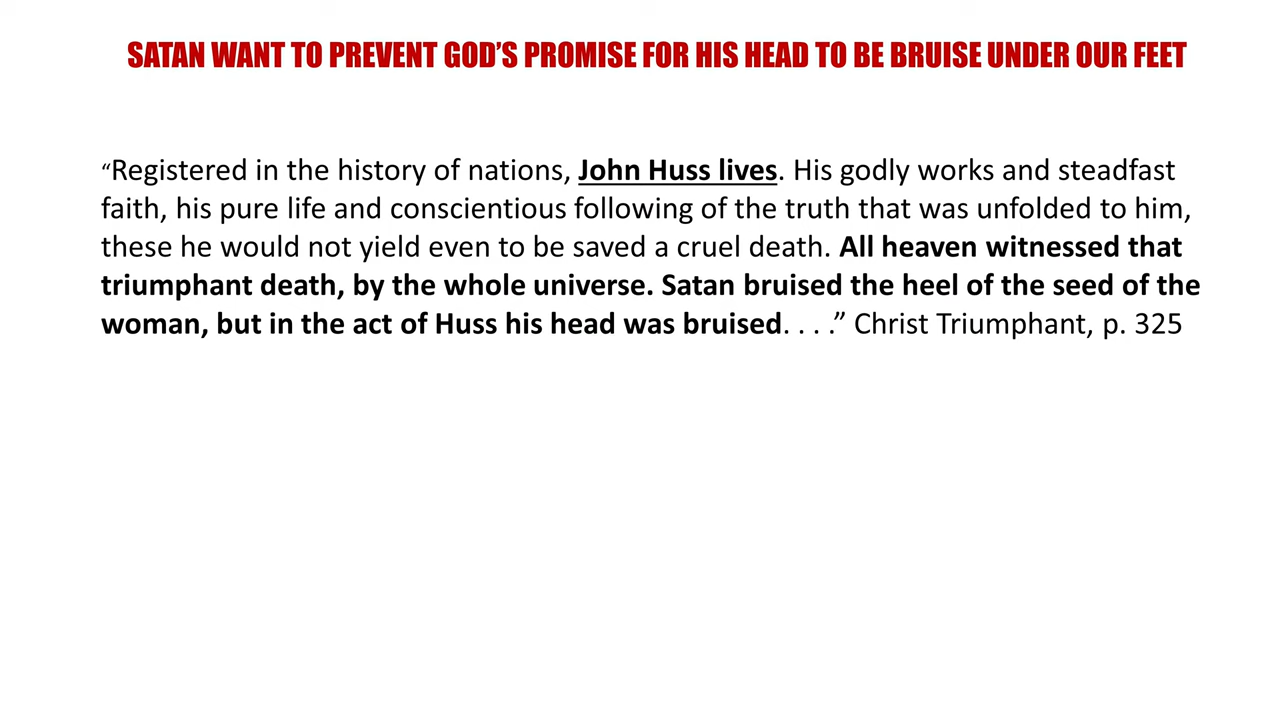 SATAN WANT TO PREVENT GOD’S PROMISE FOR HIS HEAD TO BE BRUISE UNDER OUR FEET
“Registered in the history of nations, John Huss lives. His godly works and steadfast
faith, his pure life and conscientious following of the truth that was unfolded to him,
these he would not yield even to be saved a cruel death. All heaven witnessed that
triumphant death, by the whole universe. Satan bruised the heel of the seed of the
woman, but in the act of Huss his head was bruised. . . .” Christ Triumphant, p. 325